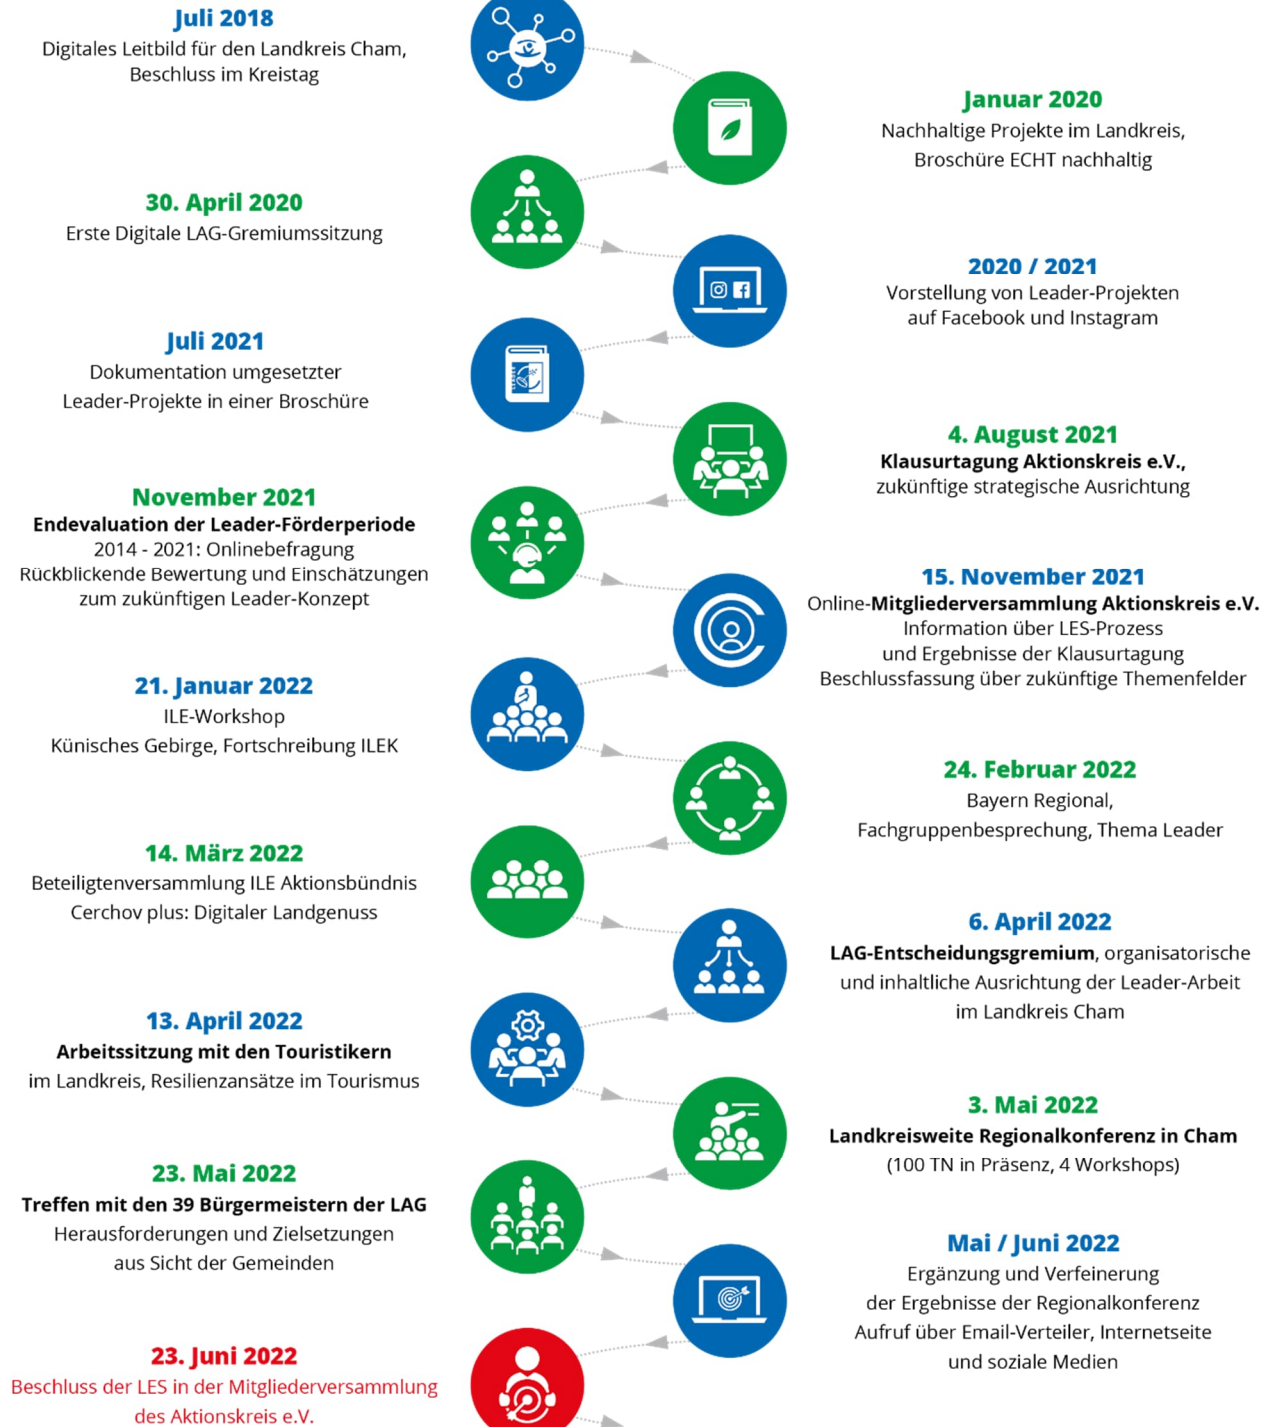 Juli 2018
Digitales Leitbild für den Landkreis Cham,
Beschluss im Kreistag
Januar 2020
Nachhaltige Projekte im Landkreis,
Broschüre ECHT nachhaltig
30. April 2020
Erste Digitale LAG-Gremiumssitzung
2020 / 2021
Vorstellung von Leader-Projekten
auf Facebook und Instagram
Juli 2021
Dokumentation umgesetzter
Leader-Projekte in einer Broschüre
4. August 2021
Klausurtagung Aktionskreis e.V.,
zukünftige strategische Ausrichtung
November 2021
Endevaluation der Leader-Förderperiode
2014 - 2021: Onlinebefragung
Rückblickende Bewertung und Einschätzungen
zum zukünftigen Leader-Konzept
15. November 2021
Online-Mitgliederversammlung Aktionskreis e.V.
Information über LES-Prozess
und Ergebnisse der Klausurtagung
Beschlussfassung über zukünftige Themenfelder
21. Januar 2022
ILE-Workshop
Künisches Gebirge, Fortschreibung ILEK
24. Februar 2022
Bayern Regional,
Fachgruppenbesprechung, Thema Leader
14. März 2022
Beteiligtenversammlung ILE Aktionsbündnis
Cerchov plus: Digitaler Landgenuss
6. April 2022
LAG-Entscheidungsgremium, organisatorische
und inhaltliche Ausrichtung der Leader-Arbeit
im Landkreis Cham
13. April 2022
Arbeitssitzung mit den Touristikern
im Landkreis, Resilienzansätze im Tourismus
3. Mai 2022
Landkreisweite Regionalkonferenz in Cham
(100 TN in Präsenz, 4 Workshops)
23. Mai 2022
Treffen mit den 39 Bürgermeistern der LAG
Herausforderungen und Zielsetzungen
aus Sicht der Gemeinden
Mai / Juni 2022
Ergänzung und Verfeinerung
der Ergebnisse der Regionalkonferenz
Aufruf über Email-Verteiler, Internetseite
und soziale Medien
23. Juni 2022
Beschluss der LES in der Mitgliederversammlung
des Aktionskreis e.V.